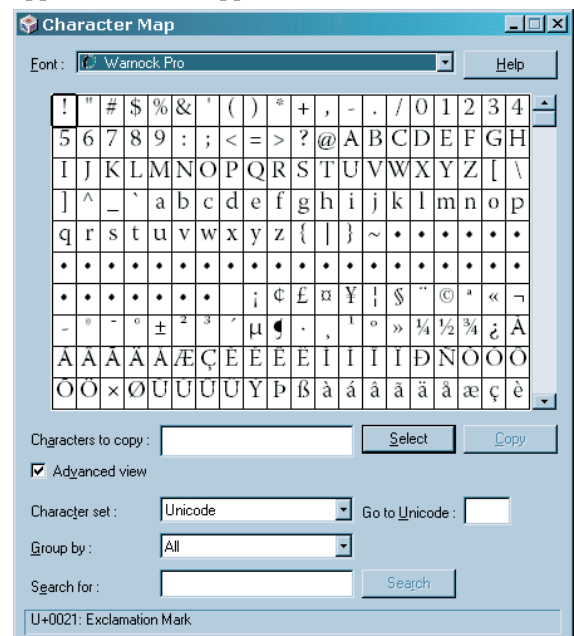 Character Map
Font : Warnock Pro Help
! " # $ % & ' ( ) * + , - . / 0 1 2 3 4
5 6 7 8 9 : ; < = > ? @ A B C D E F G H
I J K L M N O P Q R S T U V W X Y Z [ \
] ^ _ ` a b c d e f g h i j k l m n o p
q r s t u v w x y z { | } ~ • • • • • •
• • • • • • • • • • • • • • • • • • • •
• • • • • • • ¡ ¢ £ ¤ ¥ ¦ § ¨ © ª « ¬
- ® ¯ ° ± ² ³ ´ µ ¶ · ¸ ¹ º » ¼ ½ ¾ ¿ À
Á Â Ã Ä Å Æ Ç È É Ê Ë Ì Í Î Ï Ð Ñ Ò Ó Ô
Õ Ö × Ø Ù Ú Û Ü Ý Þ ß à á â ã ä å æ ç è
Characters to copy : Select Copy
Advanced view
Character set : Unicode Go to Unicode :
Group by : All
Search for : Search
U+0021: Exclamation Mark